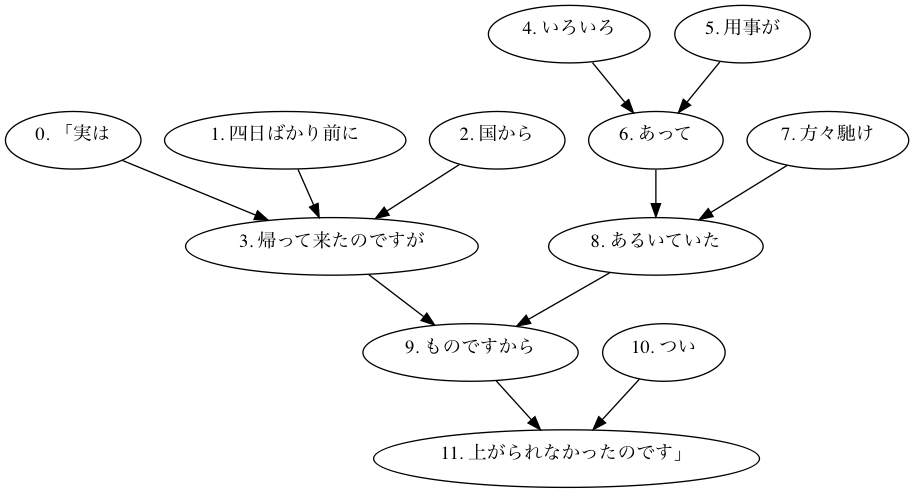 4. いろいろ
5. 用事が
0. 「実は
1. 四日ばかり前に
2. 国から
6. あって
7. 方々馳け
3. 帰って来たのですが
8. あるいていた
9. ものですから
10. つい
11. 上がられなかったのです」